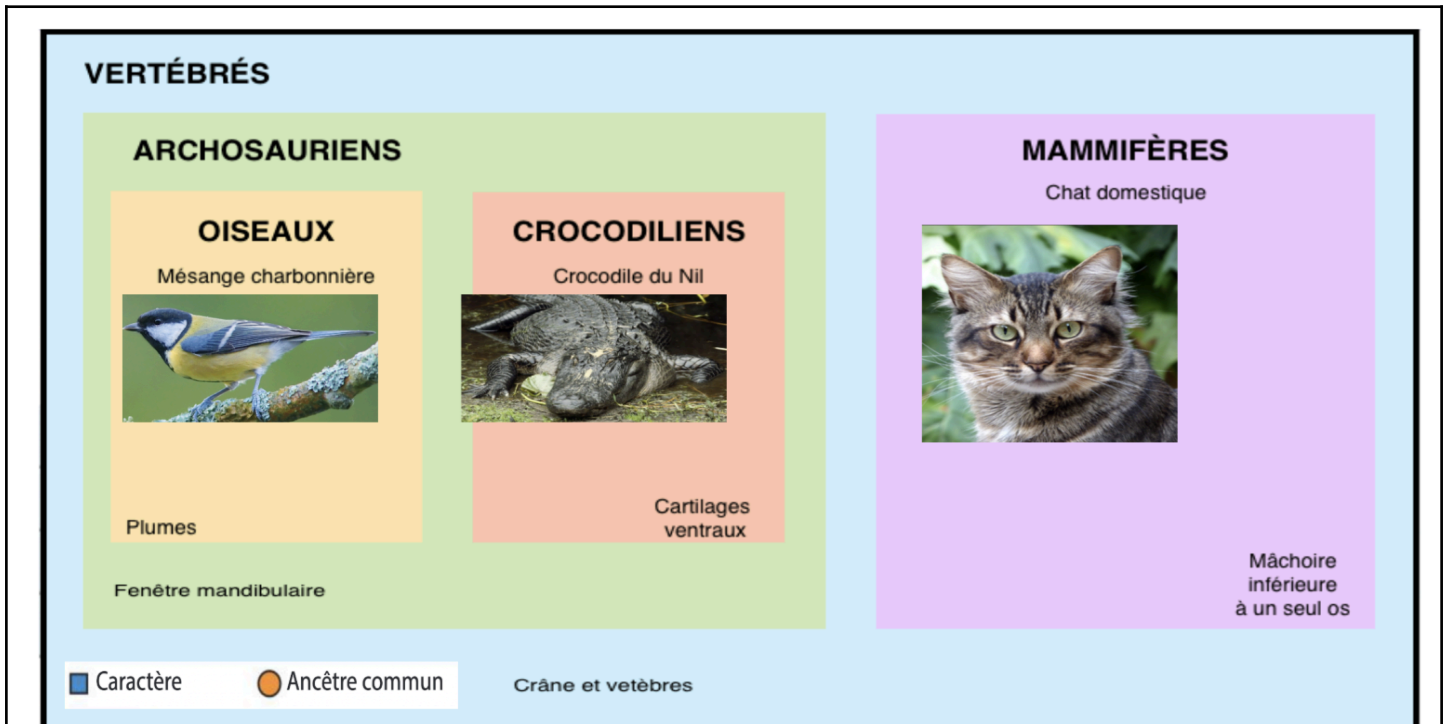 VERTÉBRÉS
ARCHOSAURIENS
OISEAUX
Mésange charbonnière
Plumes
CROCODILIENS
Crocodile du Nil
Cartilages
ventraux
Fenêtre mandibulaire
MAMMIFÈRES
Chat domestique
Mâchoire
inférieure
à un seul os
Caractère
Ancêtre commun
Crâne et vetèbres